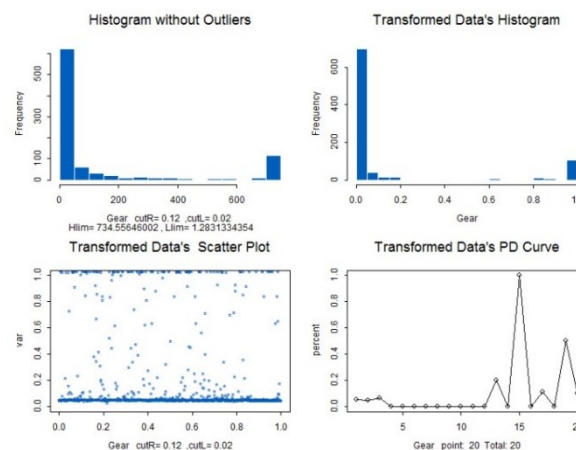 Histogram without Outliers
Frequency
0 100 300 500
0 200 400 600
Gear cutR= 0.12 ,cutL= 0.02
Hlim= 734.55646002 , Llim= 1.2831334354
Transformed Data's Histogram
Frequency
0 200 400 600
0.0 0.2 0.4 0.6 0.8
Gear
Transformed Data's Scatter Plot
var
0.0 0.2 0.4 0.6 0.8 1.0
0.0 0.2 0.4 0.6 0.8 1.0
Gear cutR= 0.12 ,cutL= 0.02
Transformed Data's PD Curve
percent
0.0 0.2 0.4 0.6 0.8 1.0
5 10 15
Gear point: 20 Total: 20